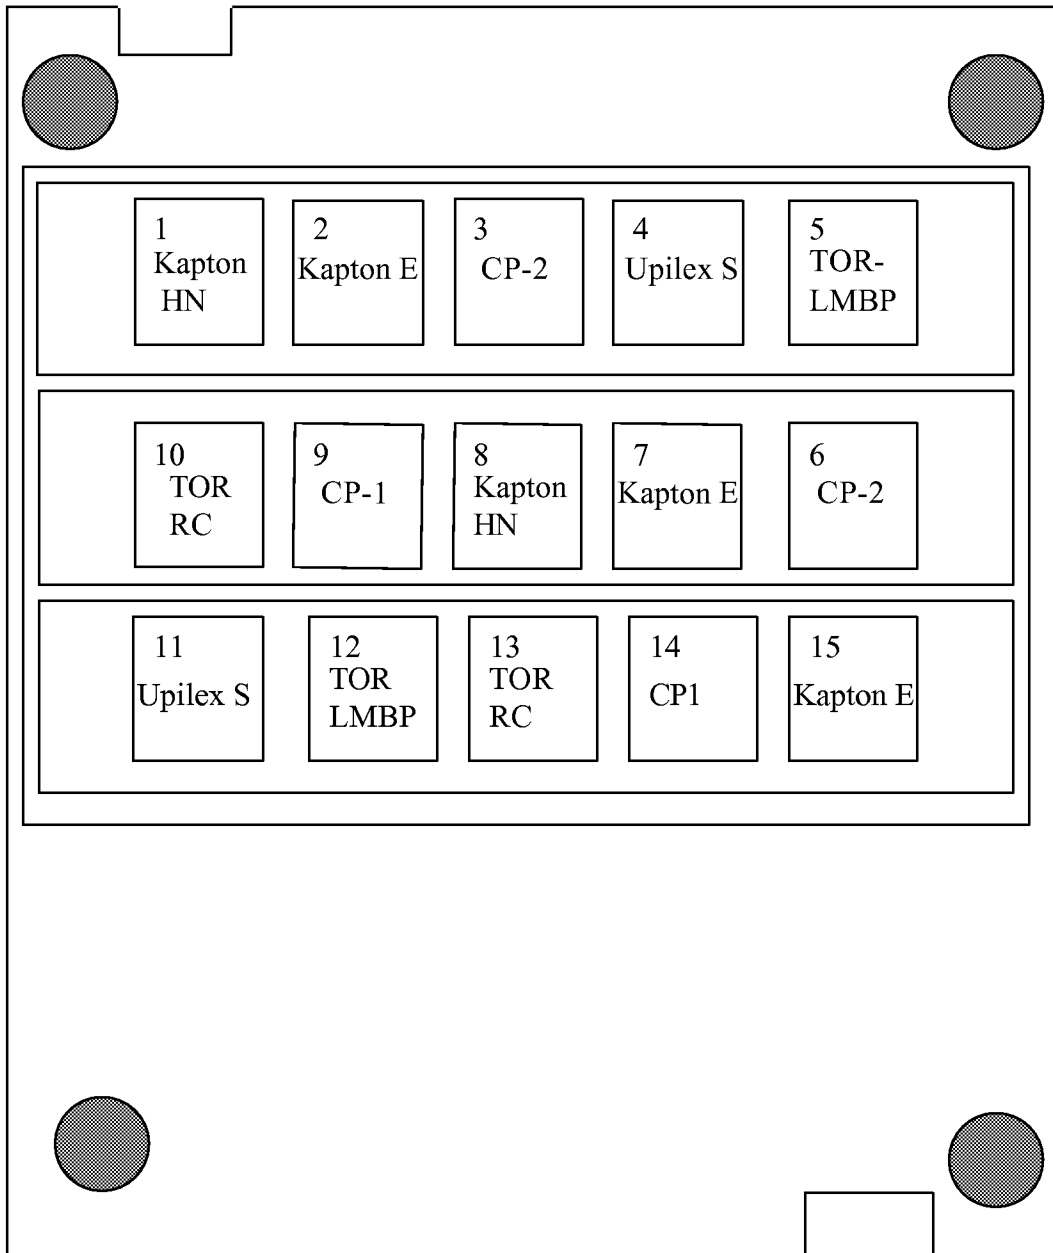 1
Kapton
HN
2
Kapton E
3
CP-2
4
Upilex S
5
TOR-
LMBP
10
TOR
RC
9
CP-1
8
Kapton
HN
7
Kapton E
6
CP-2
11
Upilex S
12
TOR
LMBP
13
TOR
RC
14
CP1
15
Kapton E